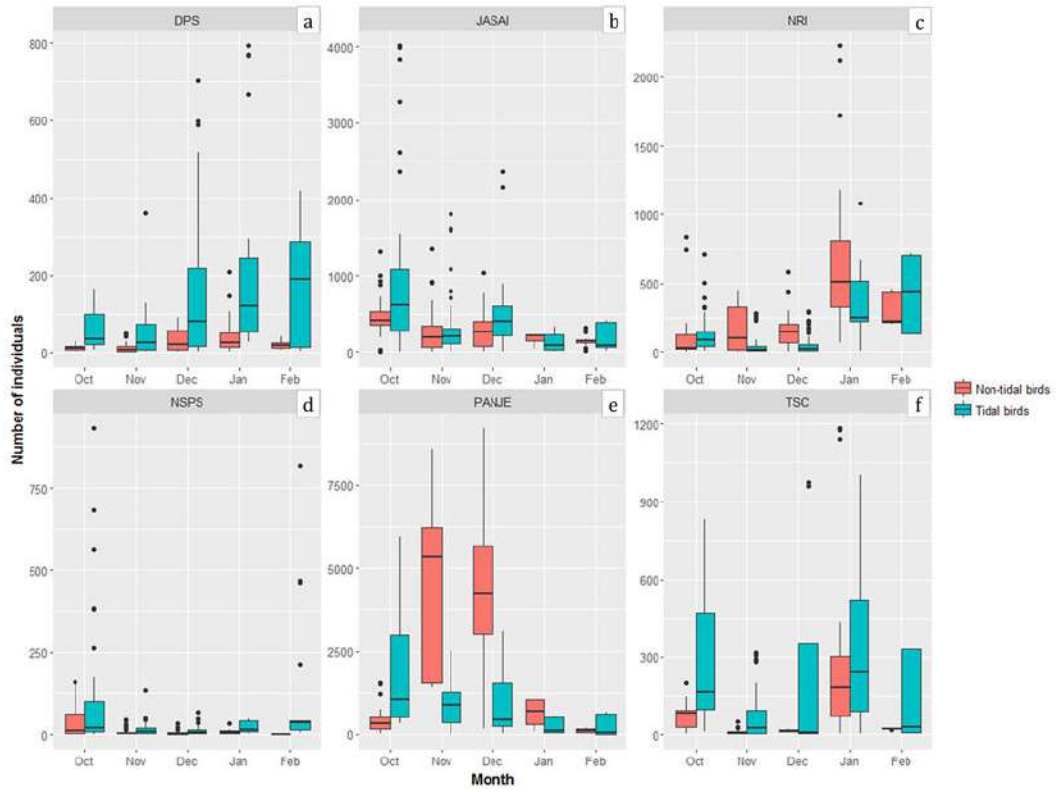 DPS a
JASAI b
NRI c
800
600
400
200
0
4000
3000
2000
1000
0
2000
1500
1000
500
0
Oct Nov Dec Jan Feb
Oct Nov Dec Jan Feb
Oct Nov Dec Jan Feb
NSPS d
PANJE e
TSC f
750
500
250
0
7500
5000
2500
0
1200
900
600
300
0
Oct Nov Dec Jan Feb
Oct Nov Dec Jan Feb
Oct Nov Dec Jan Feb
Number of individuals
Month
Non-tidal birds
Tidal birds